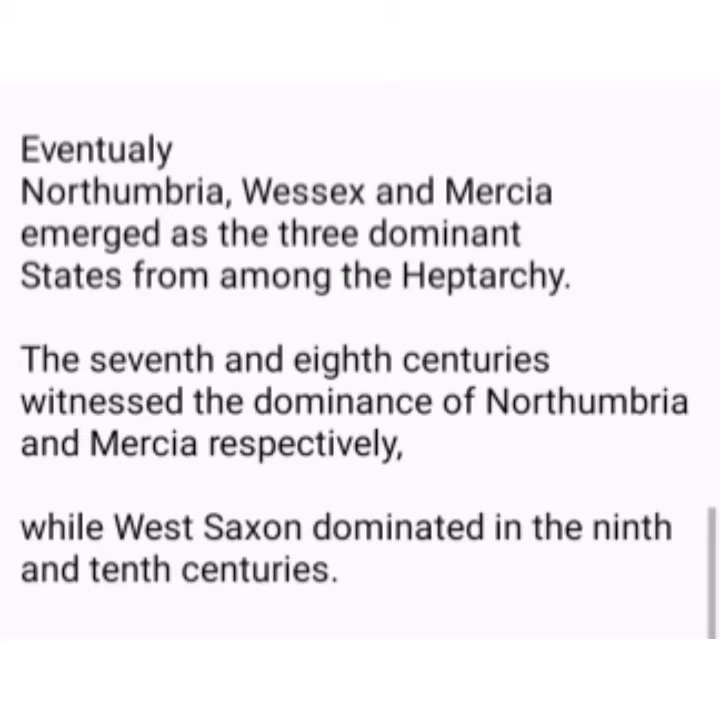 Eventualy
Northumbria, Wessex and Mercia
emerged as the three dominant
States from among the Heptarchy.
The seventh and eighth centuries
witnessed the dominance of Northumbria
and Mercia respectively,
while West Saxon dominated in the ninth
and tenth centuries.